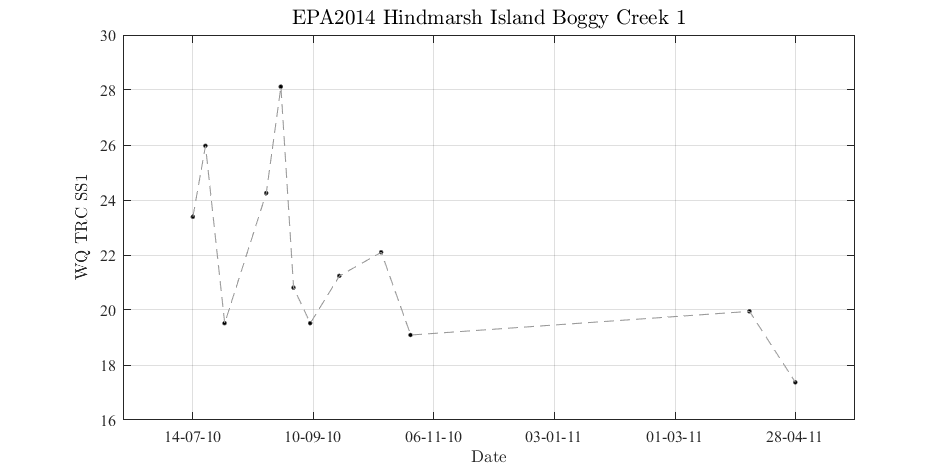 EPA2014 Hindmarsh Island Boggy Creek 1
30
28
26
24
22
20
18
16
WQ TRC SS1
14-07-10 10-09-10 06-11-10 03-01-11 01-03-11 28-04-11
Date